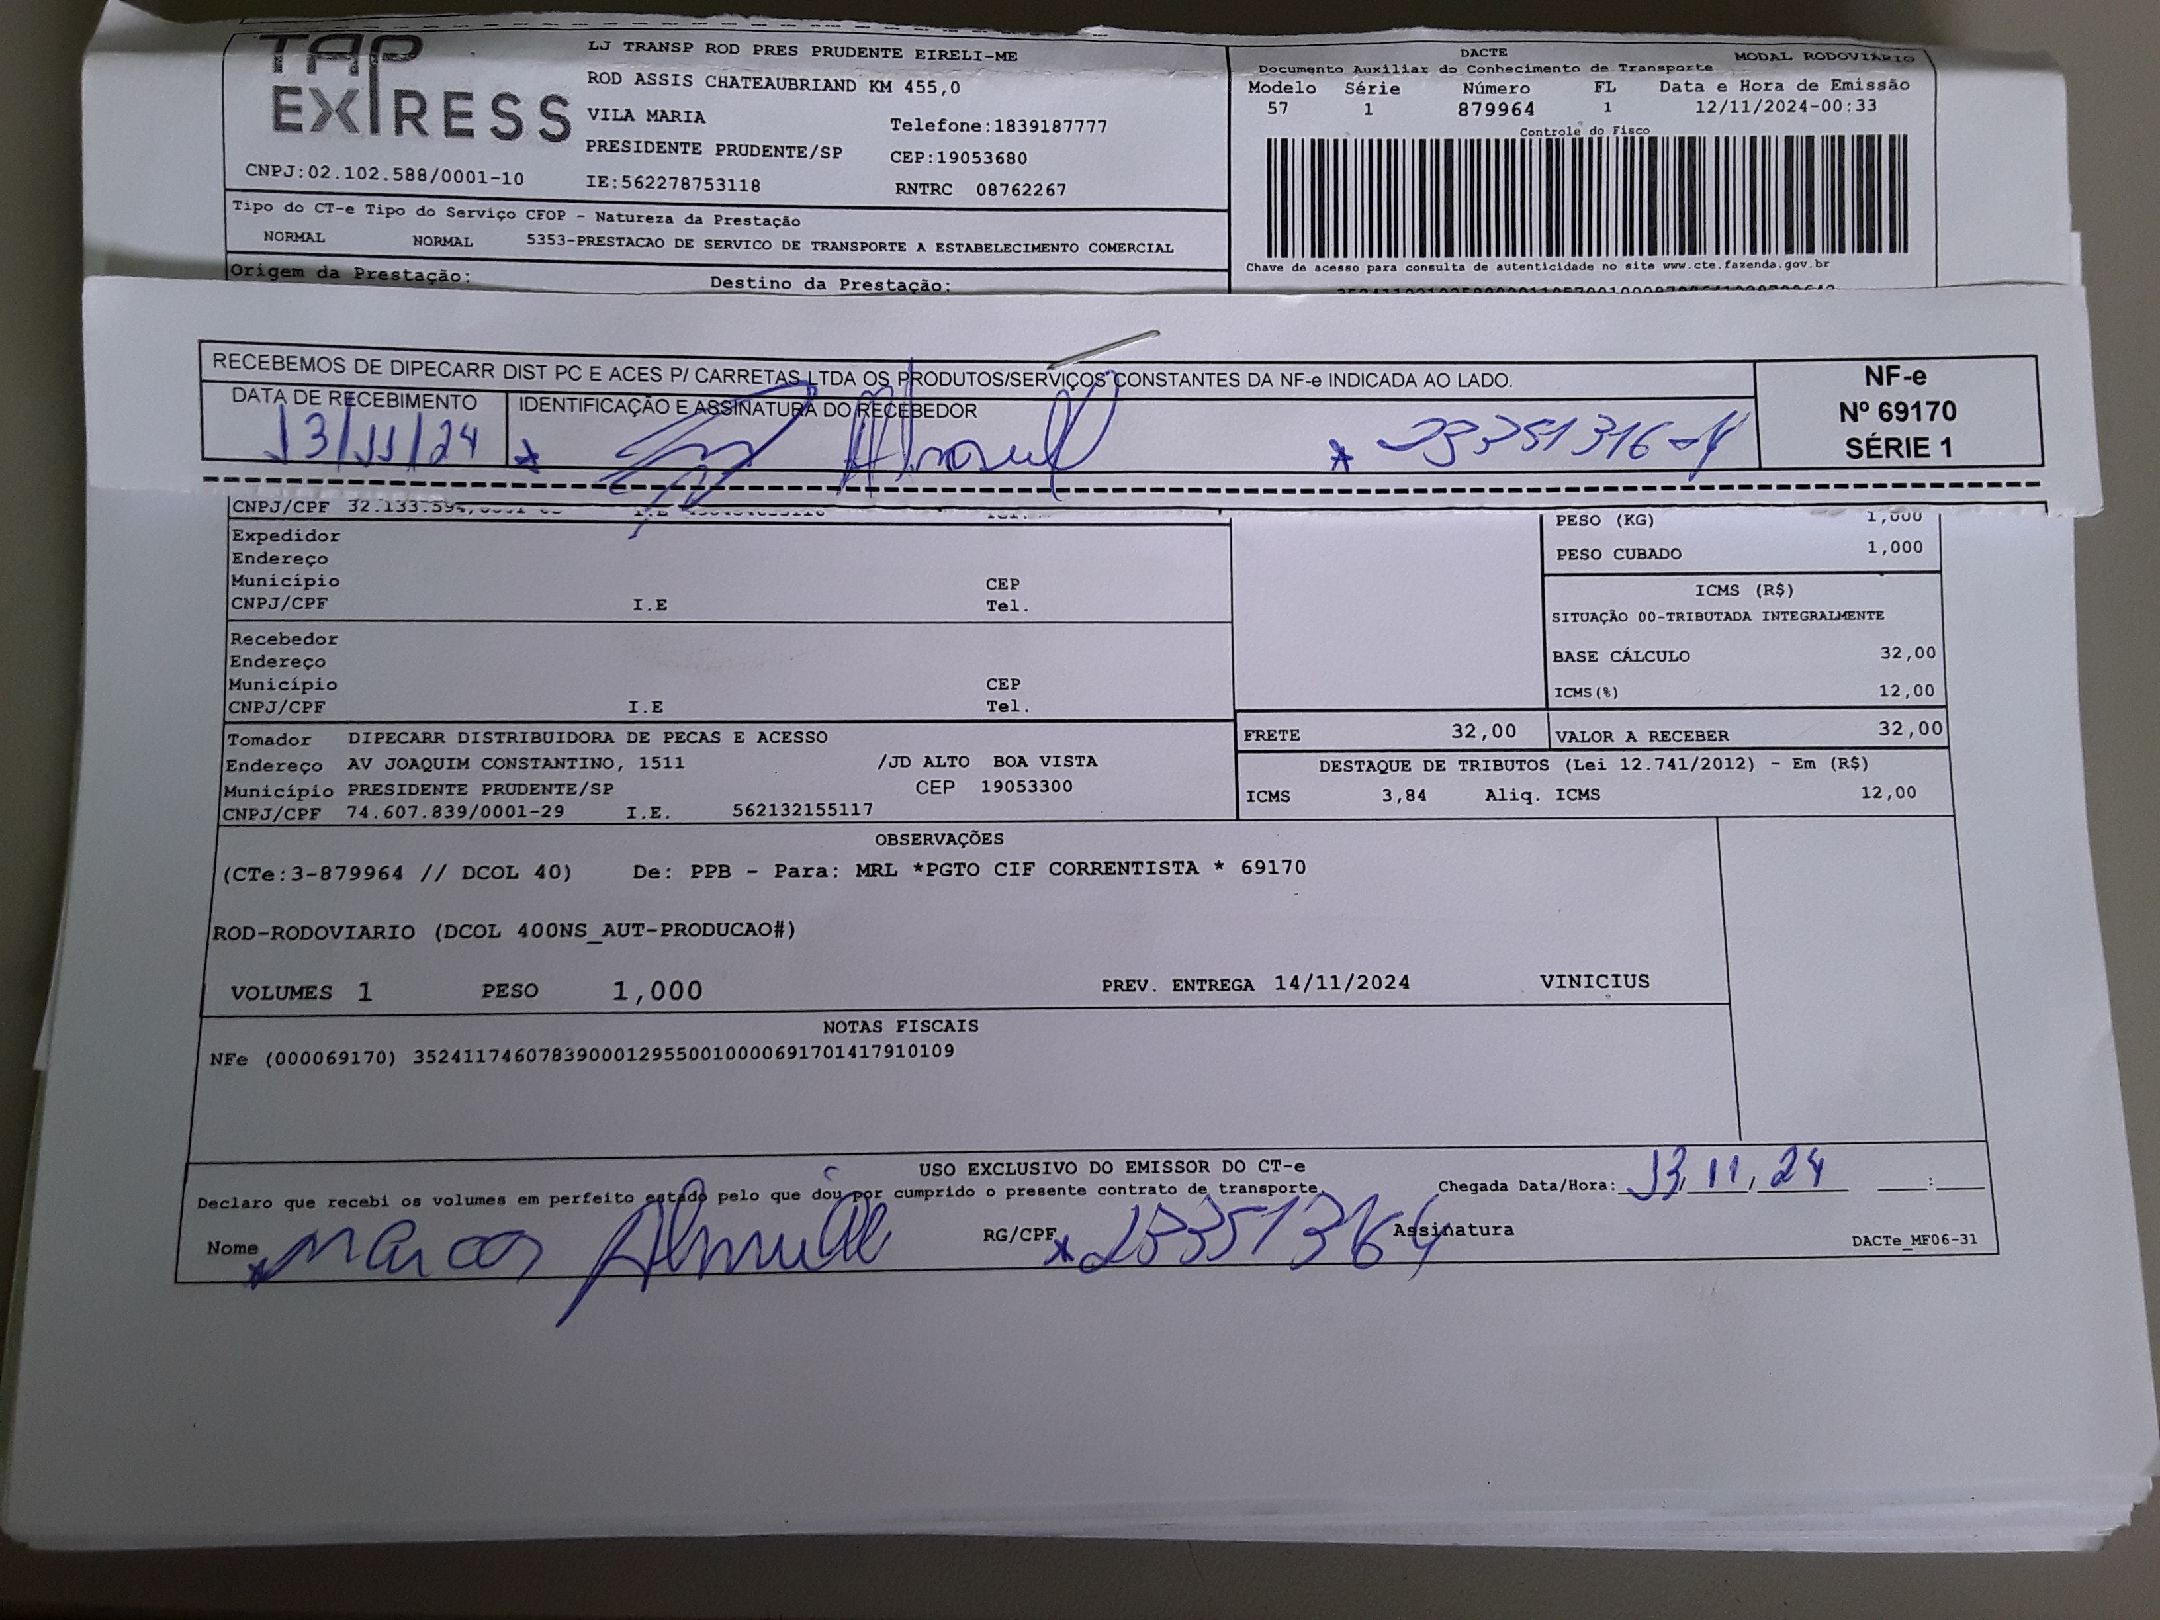 TAP
EXPRESS
LJ TRANSP ROD PRES PRUDENTE EIRELI-ME
ROD ASSIS CHATEAUBRIAND KM 455,0
VILA MARIA
Telefone:1839187777
PRESIDENTE PRUDENTE/SP
CEP:19053680
CNPJ:02.102.588/0001-10
IE:562278753118
RNTRC 08762267
DACTE
MODAL RODOVIÁRIO
Documento Auxiliar do Conhecimento de Transporte
Modelo Série Número FL Data e Hora de Emissão
57 1 879964 1 12/11/2024-00:33
Controle do Fisco
Chave de acesso para consulta de autenticidade no site www.cte.fazenda.gov.br
Tipo do CT-e Tipo do Serviço CFOP - Natureza da Prestação
NORMAL NORMAL 5353-PRESTACAO DE SERVICO DE TRANSPORTE A ESTABELECIMENTO COMERCIAL
Origem da Prestação: Destino da Prestação:
RECEBEMOS DE DIPECARR DIST PC E ACES P/ CARRETAS LTDA OS PRODUTOS/SERVIÇOS CONSTANTES DA NF-e INDICADA AO LADO.
DATA DE RECEBIMENTO
IDENTIFICAÇÃO E ASSINATURA DO RECEBEDOR
13/11/24
23351316-4
NF-e
Nº 69170
SÉRIE 1
CNPJ/CPF 32.133.594
Expedidor
Endereço
Município CEP
CNPJ/CPF I.E Tel.
Recebedor
Endereço
Município CEP
CNPJ/CPF I.E Tel.
PESO (KG) 1,000
PESO CUBADO 1,000
ICMS (R$)
SITUAÇÃO 00-TRIBUTADA INTEGRALMENTE
BASE CÁLCULO 32,00
ICMS(%) 12,00
Tomador DIPECARR DISTRIBUIDORA DE PECAS E ACESSO
Endereço AV JOAQUIM CONSTANTINO, 1511 /JD ALTO BOA VISTA
Município PRESIDENTE PRUDENTE/SP CEP 19053300
CNPJ/CPF 74.607.839/0001-29 I.E. 562132155117
FRETE 32,00 VALOR A RECEBER 32,00
DESTAQUE DE TRIBUTOS (Lei 12.741/2012) - Em (R$)
ICMS 3,84 Aliq. ICMS 12,00
OBSERVAÇÕES
(CTe:3-879964 // DCOL 40) De: PPB - Para: MRL *PGTO CIF CORRENTISTA * 69170
ROD-RODOVIARIO (DCOL 400NS_AUT-PRODUCAO#)
VOLUMES 1 PESO 1,000 PREV. ENTREGA 14/11/2024 VINICIUS
NOTAS FISCAIS
NFe (000069170) 35241174607839000129550010000691701417910109
USO EXCLUSIVO DO EMISSOR DO CT-e
Declaro que recebi os volumes em perfeito estado pelo que dou por cumprido o presente contrato de transporte.
Chegada Data/Hora: 13, 11, 24 :
Nome Marcos
RG/CPF 233513164
Assinatura
DACTe_MF06-31